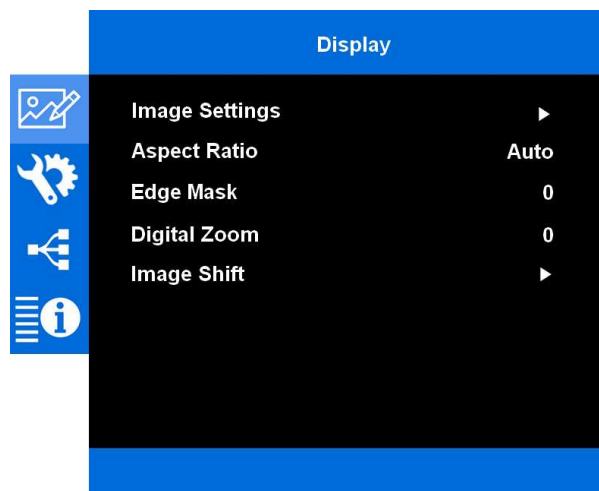 Display
Image Settings ▶
Aspect Ratio Auto
Edge Mask 0
Digital Zoom 0
Image Shift ▶